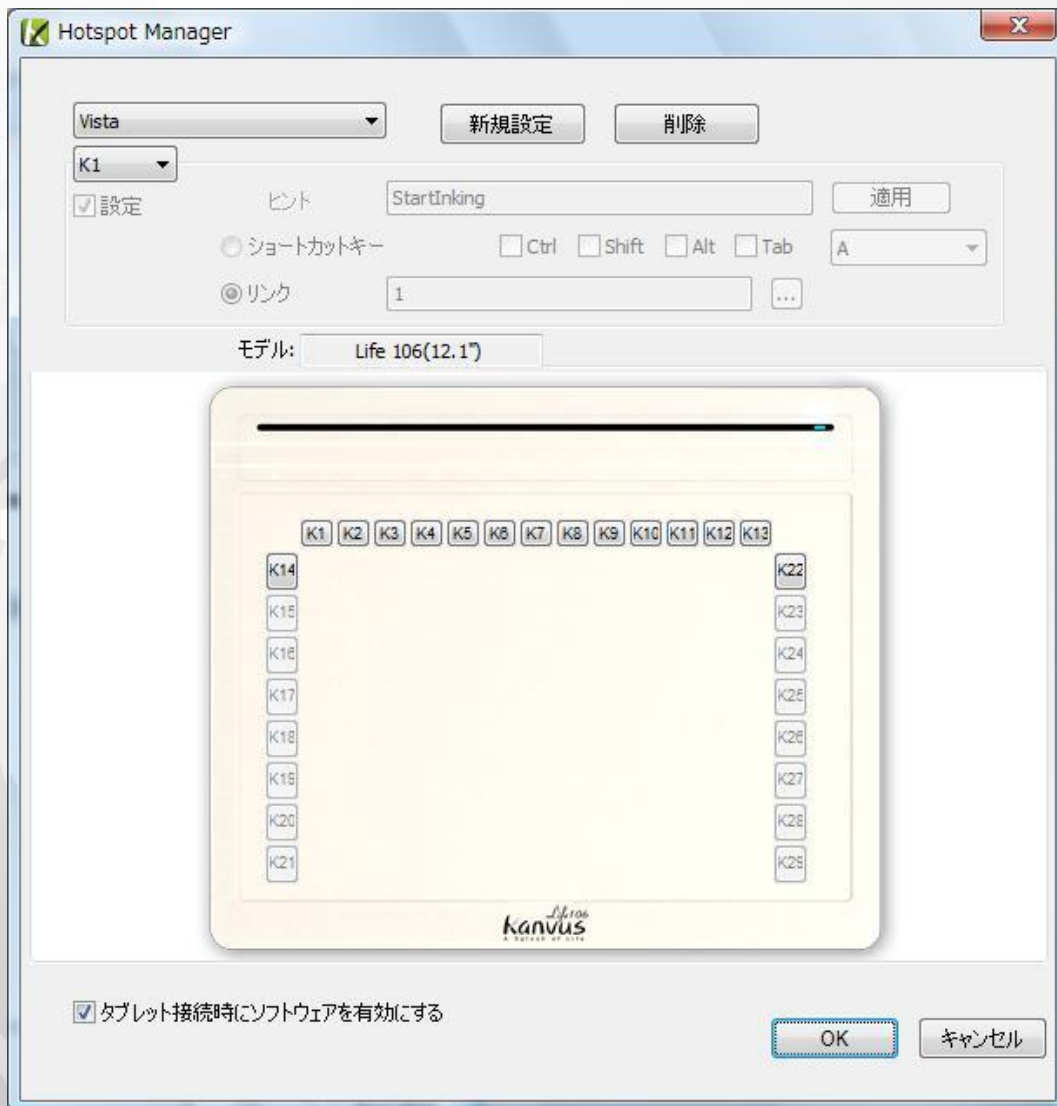 Hotspot Manager
Vista 新規設定 削除
K1
設定 ヒント StartInking 適用
ショートカットキー Ctrl Shift Alt Tab A
リンク 1 ...
モデル: Life 106(12.1")
K1 K2 K3 K4 K5 K6 K7 K8 K9 K10 K11 K12 K13
K14 K22
K15 K23
K16 K24
K17 K25
K18 K26
K19 K27
K20 K28
K21 K29
Life 106
Kanvus
A Splash of Life
タブレット接続時にソフトウェアを有効にする
OK キャンセル